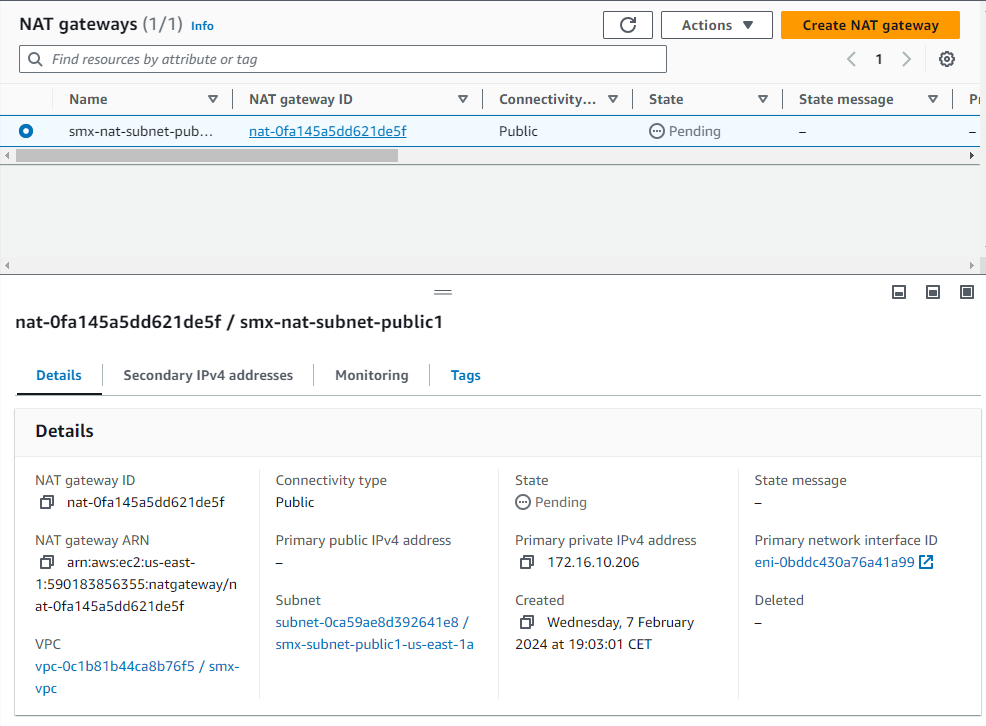 NAT gateways (1/1) Info
Actions
Create NAT gateway
Find resources by attribute or tag
1
Name
NAT gateway ID
Connectivity...
State
State message
smx-nat-subnet-pub...
nat-0fa145a5dd621de5f
Public
Pending
–
–
nat-0fa145a5dd621de5f / smx-nat-subnet-public1
Details
Secondary IPv4 addresses
Monitoring
Tags
Details
NAT gateway ID
nat-0fa145a5dd621de5f
NAT gateway ARN
arn:aws:ec2:us-east-
1:590183856355:natgateway/n
at-0fa145a5dd621de5f
VPC
vpc-0c1b81b44ca8b76f5 / smx-
vpc
Connectivity type
Public
Primary public IPv4 address
–
Subnet
subnet-0ca59ae8d392641e8 /
smx-subnet-public1-us-east-1a
State
Pending
Primary private IPv4 address
172.16.10.206
Created
Wednesday, 7 February
2024 at 19:03:01 CET
State message
–
Primary network interface ID
eni-0bddc430a76a41a99
Deleted
–